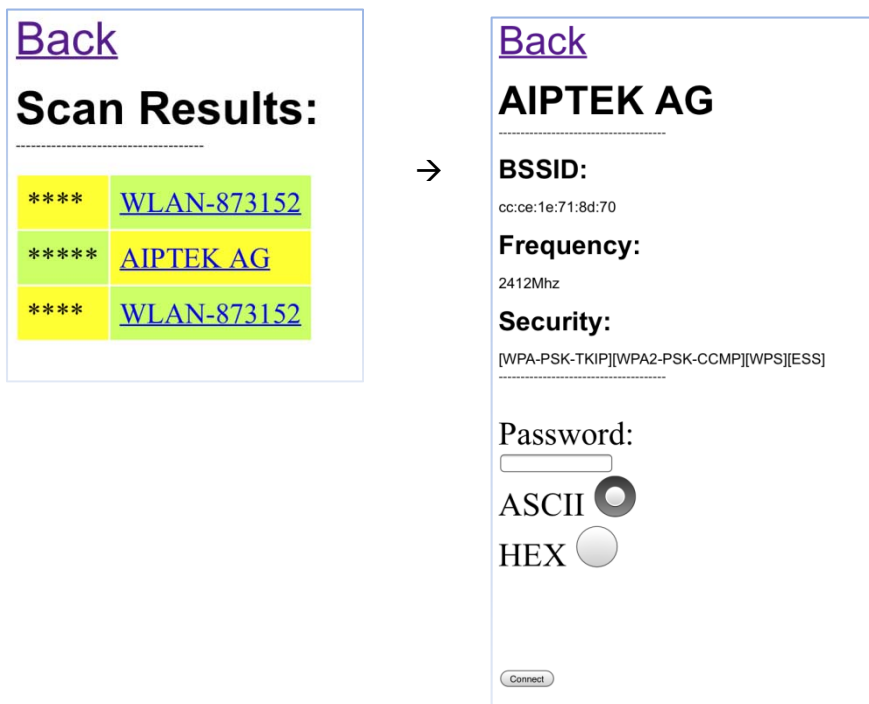 Back
Scan Results:
-------------------------------------
**** WLAN-873152
***** AIPTEK AG
**** WLAN-873152
→
Back
AIPTEK AG
-------------------------------------
BSSID:
cc:ce:1e:71:8d:70
Frequency:
2412Mhz
Security:
[WPA-PSK-TKIP][WPA2-PSK-CCMP][WPS][ESS]
-------------------------------------
Password:
ASCII
HEX
Connect